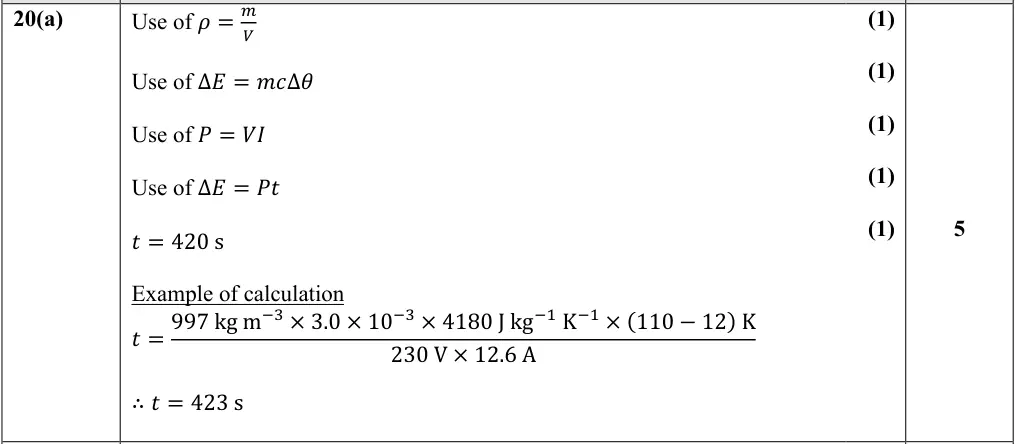 20(a) Use of ρ = m/V (1)
Use of ΔE = mcΔθ (1)
Use of P = VI (1)
Use of ΔE = Pt (1)
t = 420 s (1) 5
Example of calculation
t = (997 kg m⁻³ × 3.0 × 10⁻³ × 4180 J kg⁻¹ K⁻¹ × (110 − 12) K) / (230 V × 12.6 A)
∴ t = 423 s